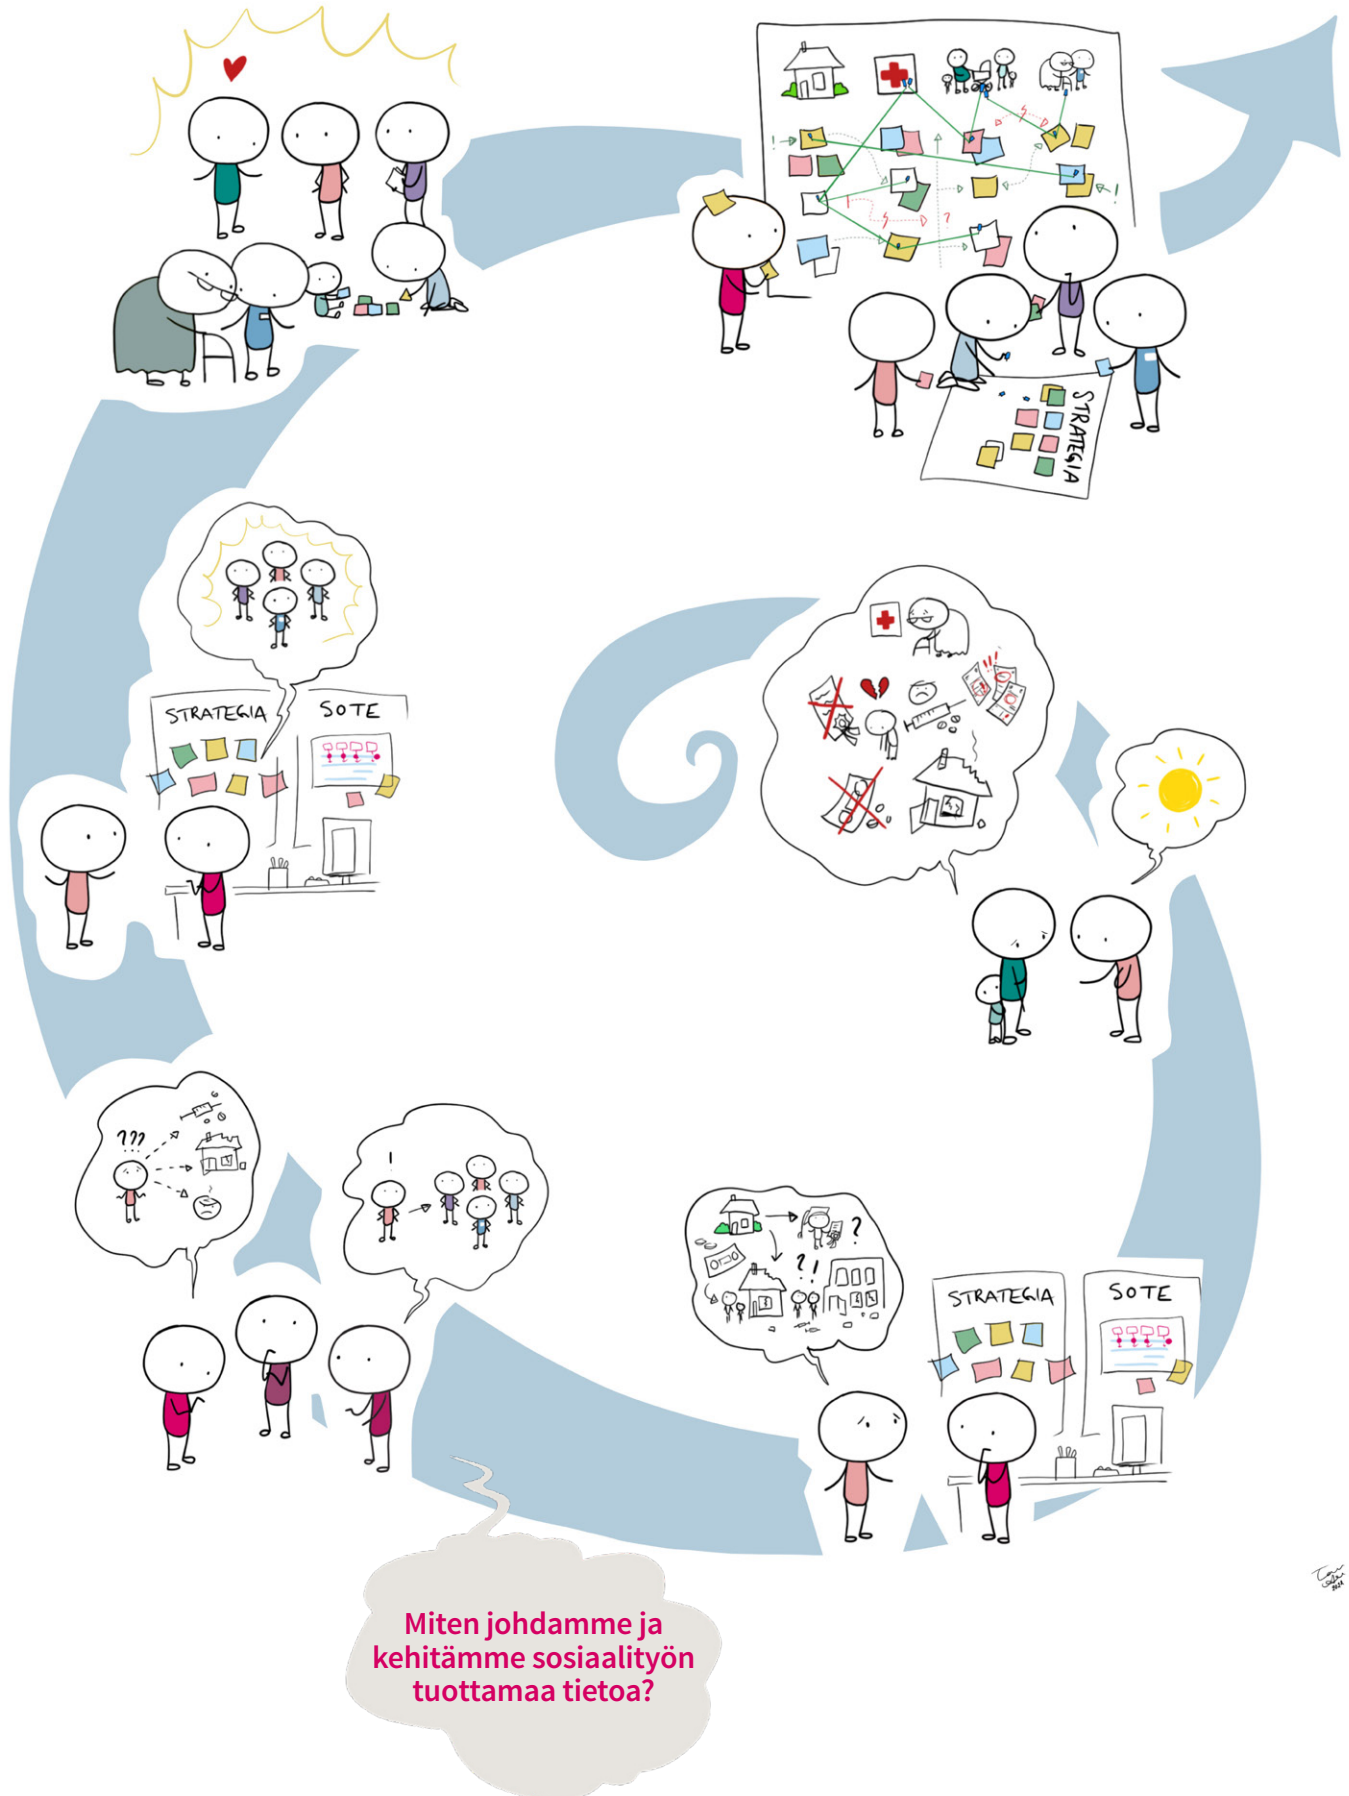 STRATEGIA
STRATEGIA
SOTE
???
!
?
?!
STRATEGIA
SOTE
Miten johdamme ja
kehitämme sosiaalityön
tuottamaa tietoa?